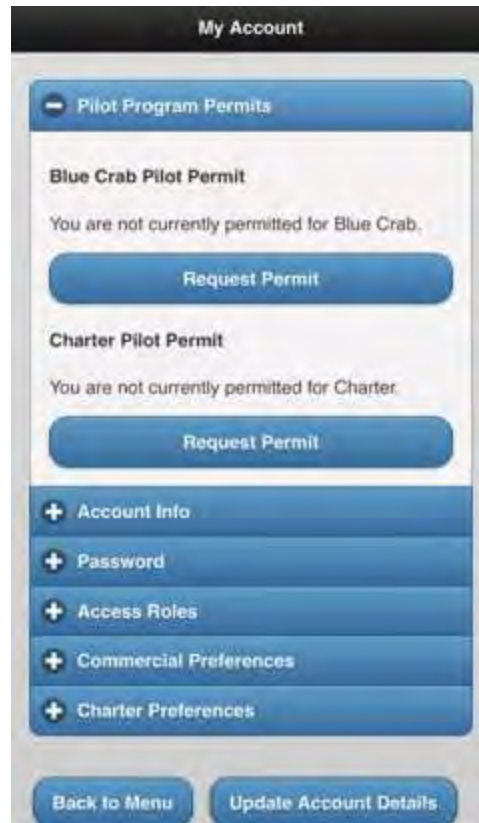 My Account
Pilot Program Permits
Blue Crab Pilot Permit
You are not currently permitted for Blue Crab.
Request Permit
Charter Pilot Permit
You are not currently permitted for Charter.
Request Permit
Account Info
Password
Access Roles
Commercial Preferences
Charter Preferences
Back to Menu
Update Account Details